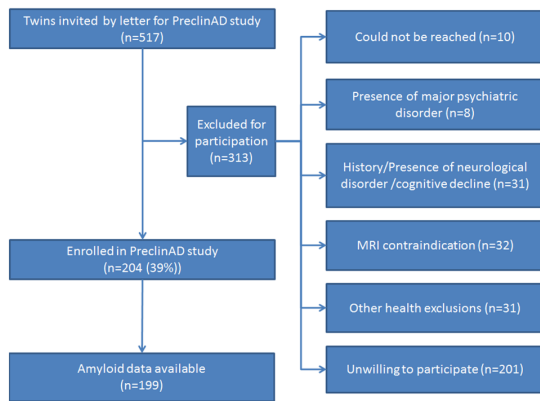 Twins invited by letter for PreclinAD study
(n=517)
Excluded for
participation
(n=313)
Enrolled in PreclinAD study
(n=204 (39%))
Amyloid data available
(n=199)
Could not be reached (n=10)
Presence of major psychiatric
disorder (n=8)
History/Presence of neurological
disorder /cognitive decline (n=31)
MRI contraindication (n=32)
Other health exclusions (n=31)
Unwilling to participate (n=201)